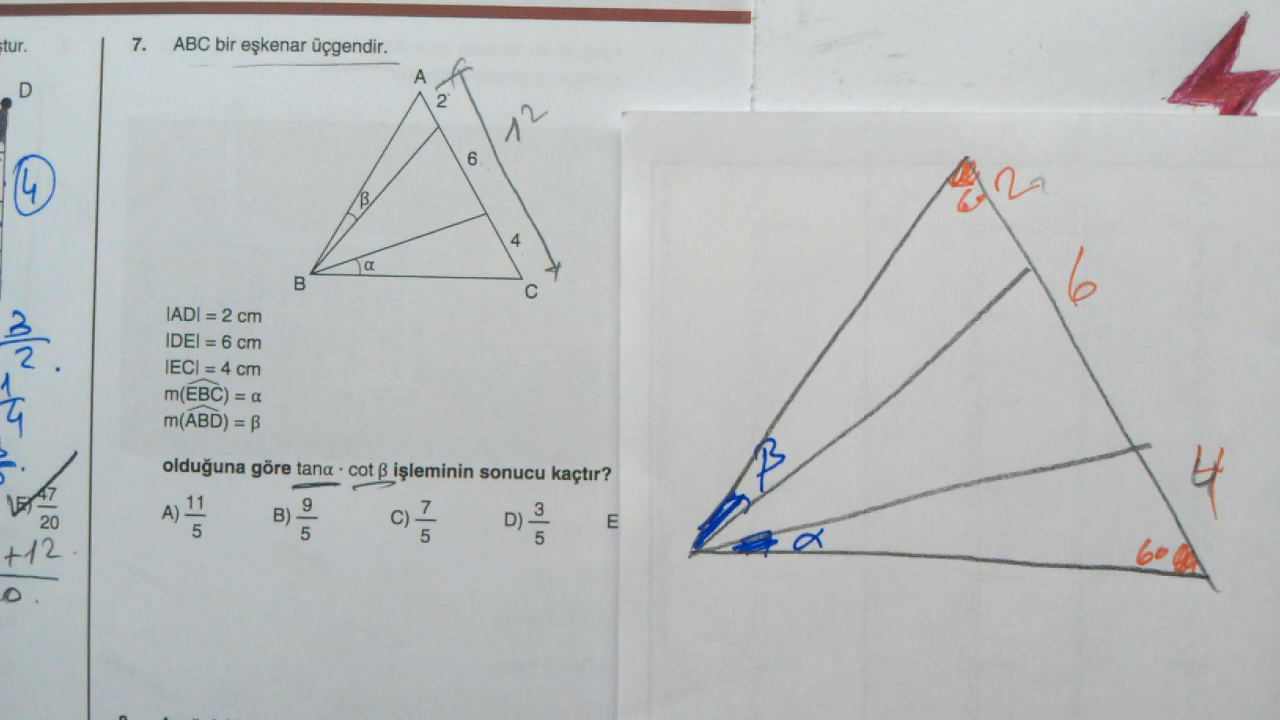 ştur.
D
4
3
2
1
4
E) 47
20
+12
0
7. ABC bir eşkenar üçgendir.
A
2
12
6
β
4
B
α
C
|AD| = 2 cm
|DE| = 6 cm
|EC| = 4 cm
m(EBC) = α
m(ABD) = β
olduğuna göre tanα · cot β işleminin sonucu kaçtır?
A) 11/5 B) 9/5 C) 7/5 D) 3/5 E
60 2
6
β
4
α
60